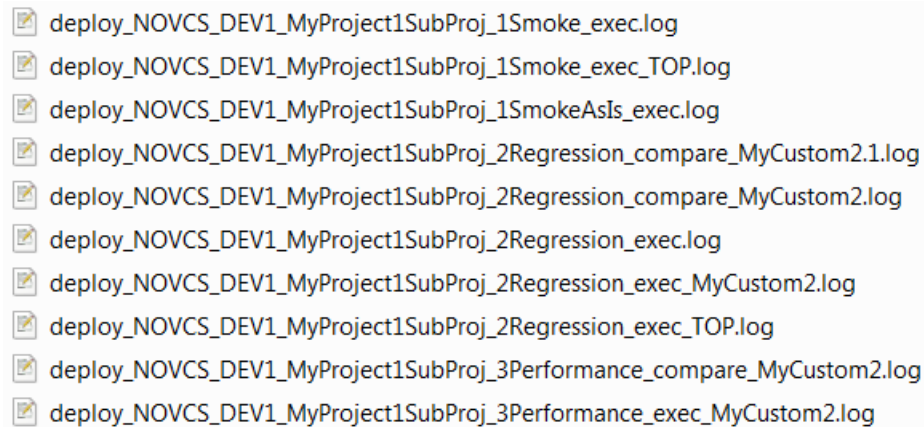 deploy_NOVCS_DEV1_MyProject1SubProj_1Smoke_exec.log
deploy_NOVCS_DEV1_MyProject1SubProj_1Smoke_exec_TOP.log
deploy_NOVCS_DEV1_MyProject1SubProj_1SmokeAsIs_exec.log
deploy_NOVCS_DEV1_MyProject1SubProj_2Regression_compare_MyCustom2.1.log
deploy_NOVCS_DEV1_MyProject1SubProj_2Regression_compare_MyCustom2.log
deploy_NOVCS_DEV1_MyProject1SubProj_2Regression_exec.log
deploy_NOVCS_DEV1_MyProject1SubProj_2Regression_exec_MyCustom2.log
deploy_NOVCS_DEV1_MyProject1SubProj_2Regression_exec_TOP.log
deploy_NOVCS_DEV1_MyProject1SubProj_3Performance_compare_MyCustom2.log
deploy_NOVCS_DEV1_MyProject1SubProj_3Performance_exec_MyCustom2.log